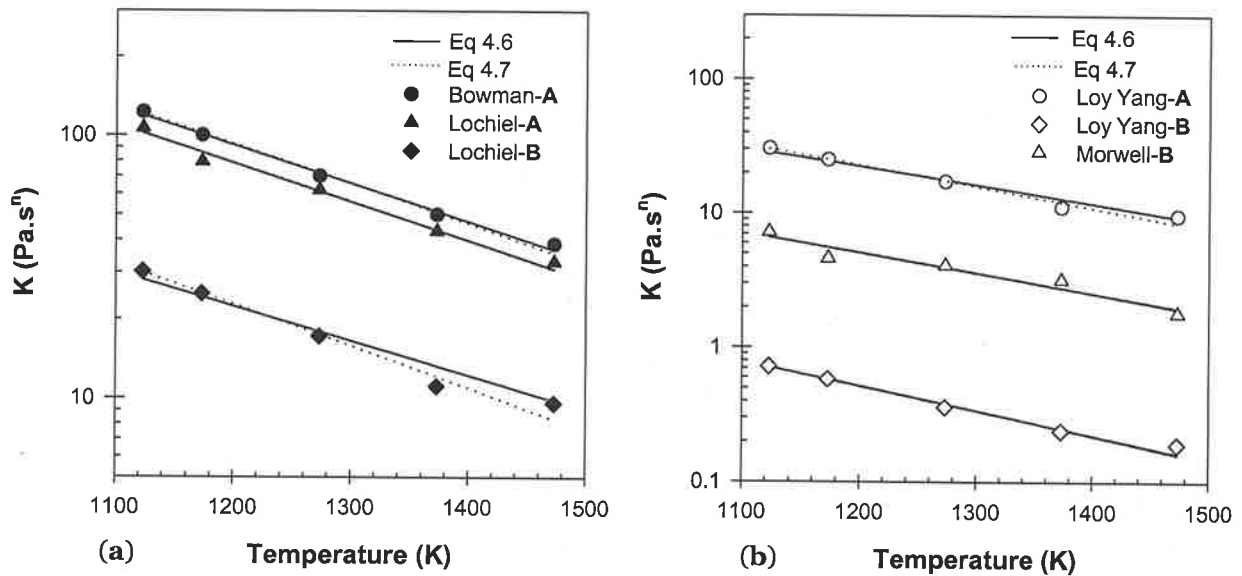 Eq 4.6
Eq 4.7
Bowman-A
Lochiel-A
Lochiel-B
100
10
K (Pa.sⁿ)
1100 1200 1300 1400 1500
(a) Temperature (K)
Eq 4.6
Eq 4.7
Loy Yang-A
Loy Yang-B
Morwell-B
100
10
1
0.1
K (Pa.sⁿ)
1100 1200 1300 1400 1500
(b) Temperature (K)